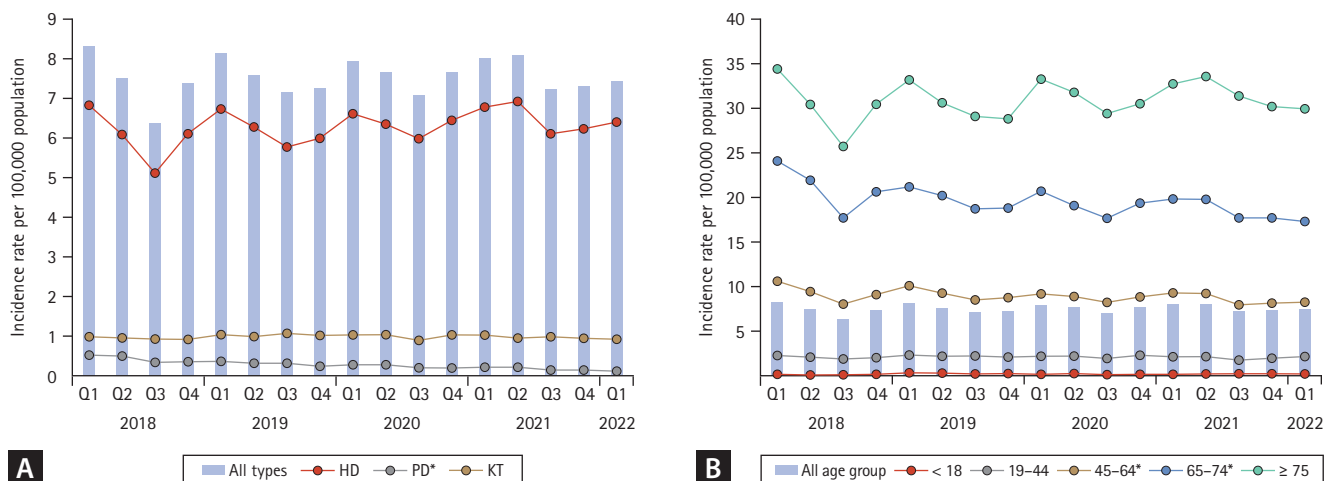 Incidence rate per 100,000 population
9
8
7
6
5
4
3
2
1
0
Q1 Q2 Q3 Q4 Q1 Q2 Q3 Q4 Q1 Q2 Q3 Q4 Q1 Q2 Q3 Q4 Q1
2018 2019 2020 2021 2022
A
All types HD PD* KT
Incidence rate per 100,000 population
40
35
30
25
20
15
10
5
Q1 Q2 Q3 Q4 Q1 Q2 Q3 Q4 Q1 Q2 Q3 Q4 Q1 Q2 Q3 Q4 Q1
2018 2019 2020 2021 2022
B
All age group < 18 19–44 45–64* 65–74* ≥ 75